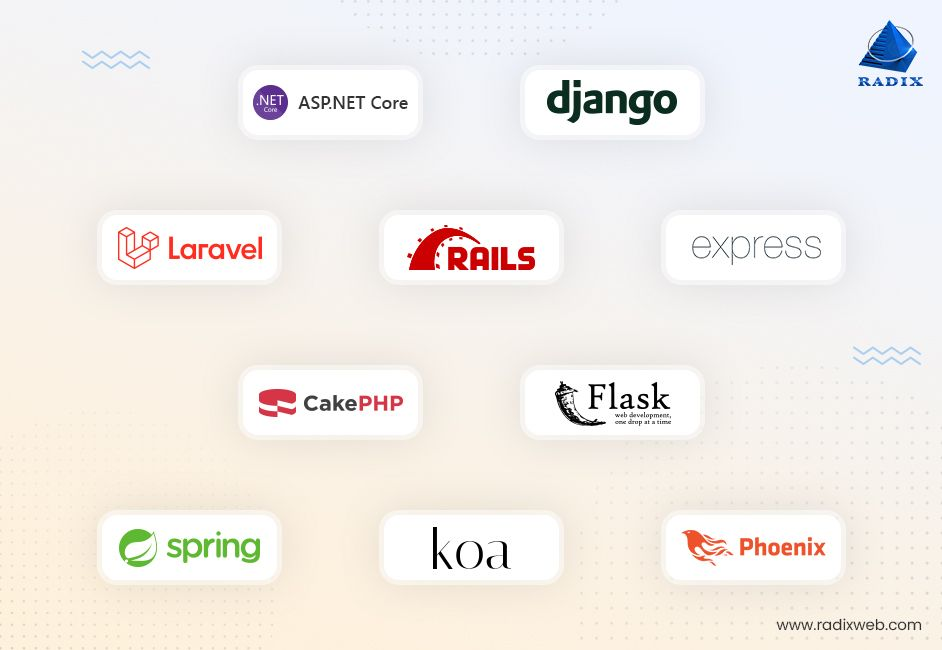 RADIX
.NET
Core
ASP.NET Core
django
Laravel
RAILS
express
CakePHP
Flask
web development,
one drop at a time
spring
koa
Phoenix
www.radixweb.com